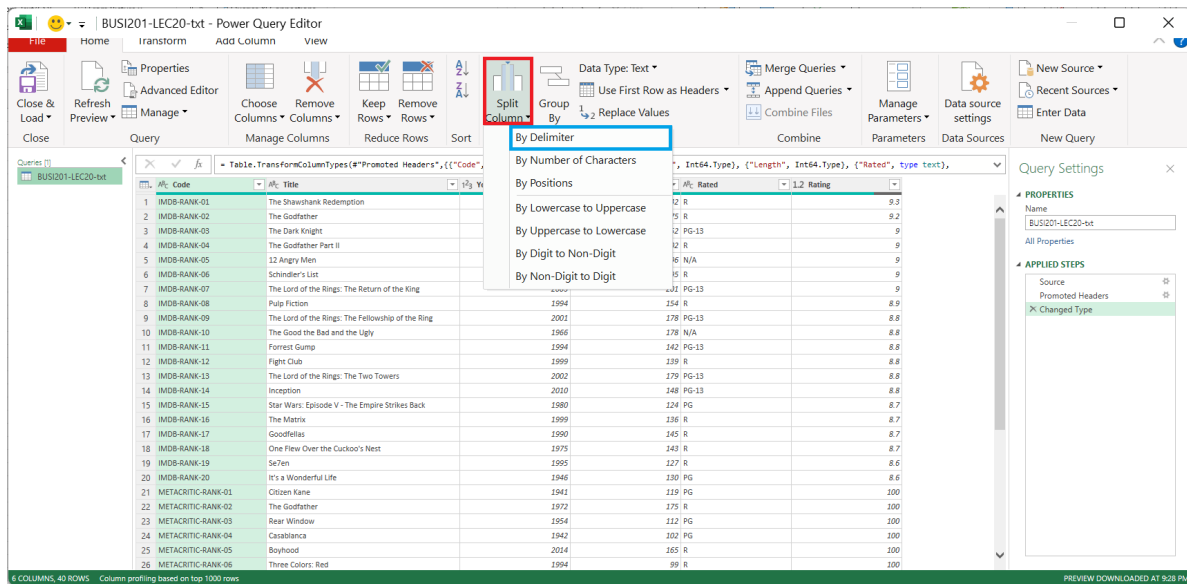 BUSI201-LEC20-txt - Power Query Editor
File Home Transform Add Column View
Close & Load
Refresh Preview
Properties
Advanced Editor
Manage
Choose Columns
Remove Columns
Keep Rows
Remove Rows
Split Column
Group By
Data Type: Text
Use First Row as Headers
Replace Values
Merge Queries
Append Queries
Combine Files
Manage Parameters
Data source settings
New Source
Recent Sources
Enter Data
Close Query Manage Columns Reduce Rows Sort Combine Parameters Data Sources New Query
By Delimiter
By Number of Characters
By Positions
By Lowercase to Uppercase
By Uppercase to Lowercase
By Digit to Non-Digit
By Non-Digit to Digit
Queries [1]
BUSI201-LEC20-txt
fx = Table.TransformColumnTypes(#"Promoted Headers",{{"Code", ", Int64.Type}, {"Length", Int64.Type}, {"Rated", type text},
ABC Code ABC Title 123 Ye ABC Rated 1.2 Rating
1 IMDB-RANK-01 The Shawshank Redemption R 9.3
2 IMDB-RANK-02 The Godfather R 9.2
3 IMDB-RANK-03 The Dark Knight PG-13 9
4 IMDB-RANK-04 The Godfather Part II R 9
5 IMDB-RANK-05 12 Angry Men N/A 9
6 IMDB-RANK-06 Schindler's List R 9
7 IMDB-RANK-07 The Lord of the Rings: The Return of the King 2003 201 PG-13 9
8 IMDB-RANK-08 Pulp Fiction 1994 154 R 8.9
9 IMDB-RANK-09 The Lord of the Rings: The Fellowship of the Ring 2001 178 PG-13 8.8
10 IMDB-RANK-10 The Good the Bad and the Ugly 1966 178 N/A 8.8
11 IMDB-RANK-11 Forrest Gump 1994 142 PG-13 8.8
12 IMDB-RANK-12 Fight Club 1999 139 R 8.8
13 IMDB-RANK-13 The Lord of the Rings: The Two Towers 2002 179 PG-13 8.8
14 IMDB-RANK-14 Inception 2010 148 PG-13 8.8
15 IMDB-RANK-15 Star Wars: Episode V - The Empire Strikes Back 1980 124 PG 8.7
16 IMDB-RANK-16 The Matrix 1999 136 R 8.7
17 IMDB-RANK-17 Goodfellas 1990 145 R 8.7
18 IMDB-RANK-18 One Flew Over the Cuckoo's Nest 1975 143 R 8.7
19 IMDB-RANK-19 Se7en 1995 127 R 8.6
20 IMDB-RANK-20 It's a Wonderful Life 1946 130 PG 8.6
21 METACRITIC-RANK-01 Citizen Kane 1941 119 PG 100
22 METACRITIC-RANK-02 The Godfather 1972 175 R 100
23 METACRITIC-RANK-03 Rear Window 1954 112 PG 100
24 METACRITIC-RANK-04 Casablanca 1942 102 PG 100
25 METACRITIC-RANK-05 Boyhood 2014 165 R 100
26 METACRITIC-RANK-06 Three Colors: Red 1994 99 R 100
Query Settings
PROPERTIES
Name
BUSI201-LEC20-txt
All Properties
APPLIED STEPS
Source
Promoted Headers
Changed Type
6 COLUMNS, 40 ROWS Column profiling based on top 1000 rows PREVIEW DOWNLOADED AT 9:28 PM